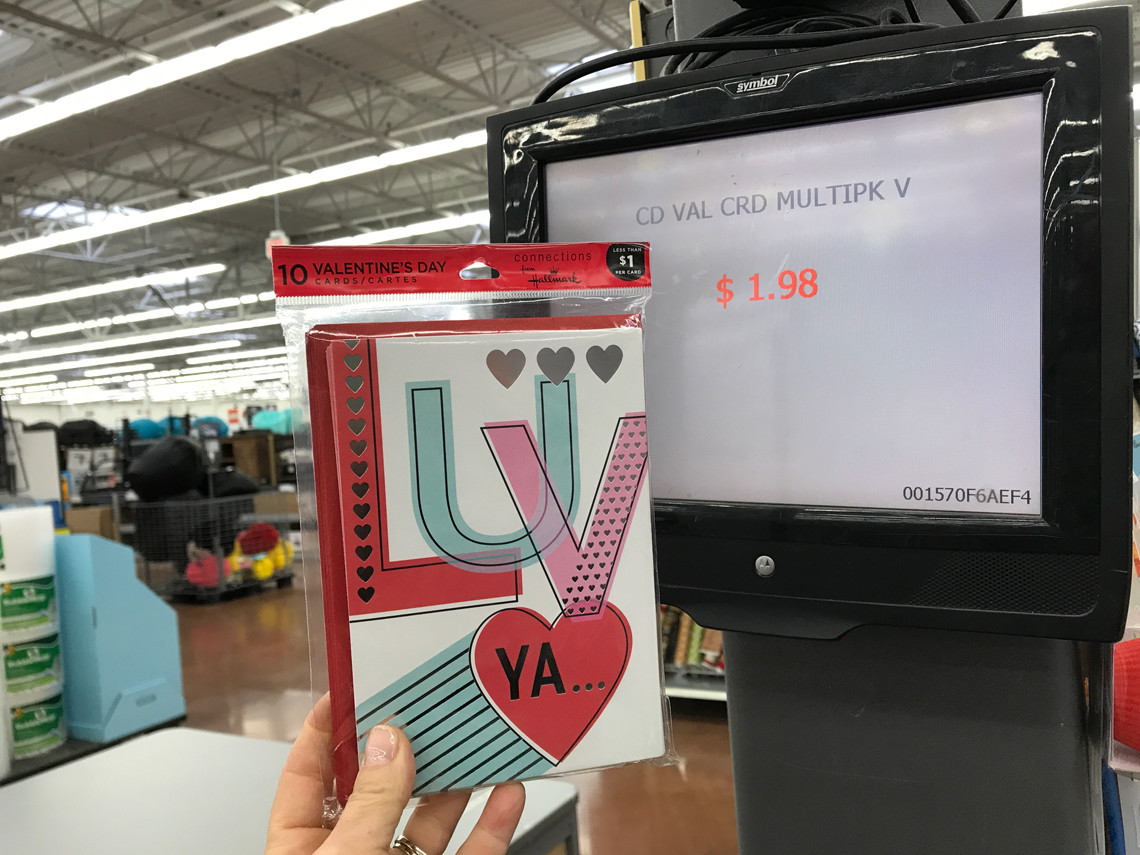 symbol
CD VAL CRD MULTIPK V
$ 1.98
001570F6AEF4
10 VALENTINE'S DAY
CARDS/CARTES
connections
from
Hallmark
LESS THAN
$1
PER CARD
LUV
YA...